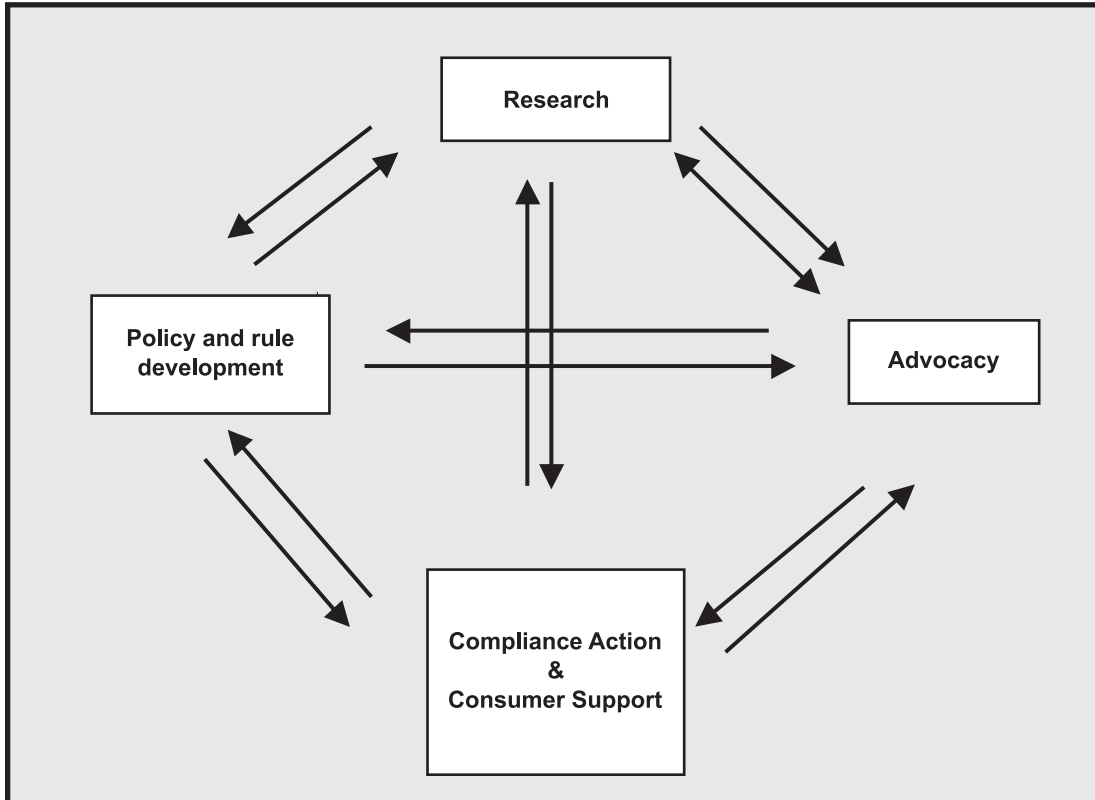 Research
Policy and rule
development
Advocacy
Compliance Action
&
Consumer Support